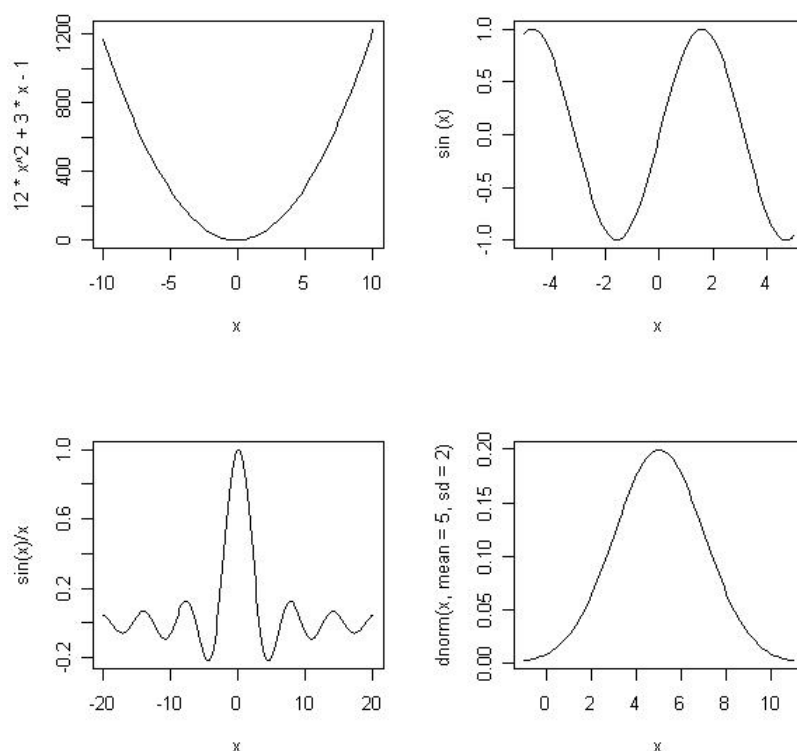 12 * x^2 + 3 * x - 1
1200
800
400
0
-10 -5 0 5 10
x
sin (x)
1.0
0.5
0.0
-0.5
-1.0
-4 -2 0 2 4
x
sin(x)/x
1.0
0.6
0.2
-0.2
-20 -10 0 10 20
x
dnorm(x, mean = 5, sd = 2)
0.20
0.15
0.10
0.05
0.00
0 2 4 6 8 10
x